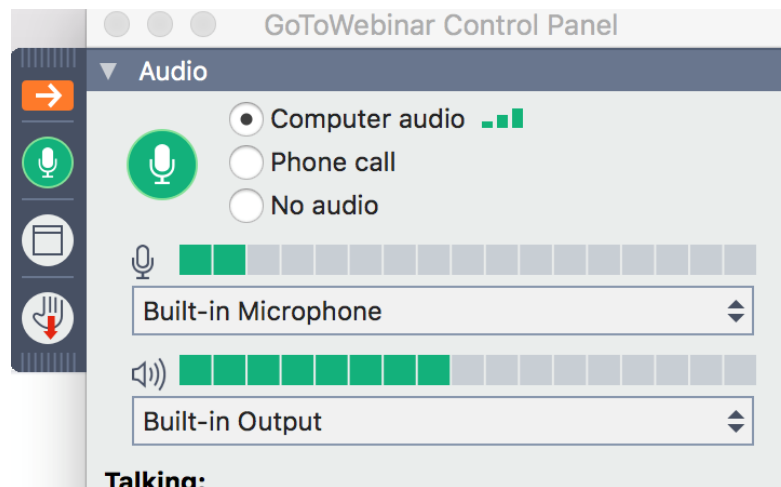 GoToWebinar Control Panel
Audio
Computer audio
Phone call
No audio
Built-in Microphone
Built-in Output
Talking: